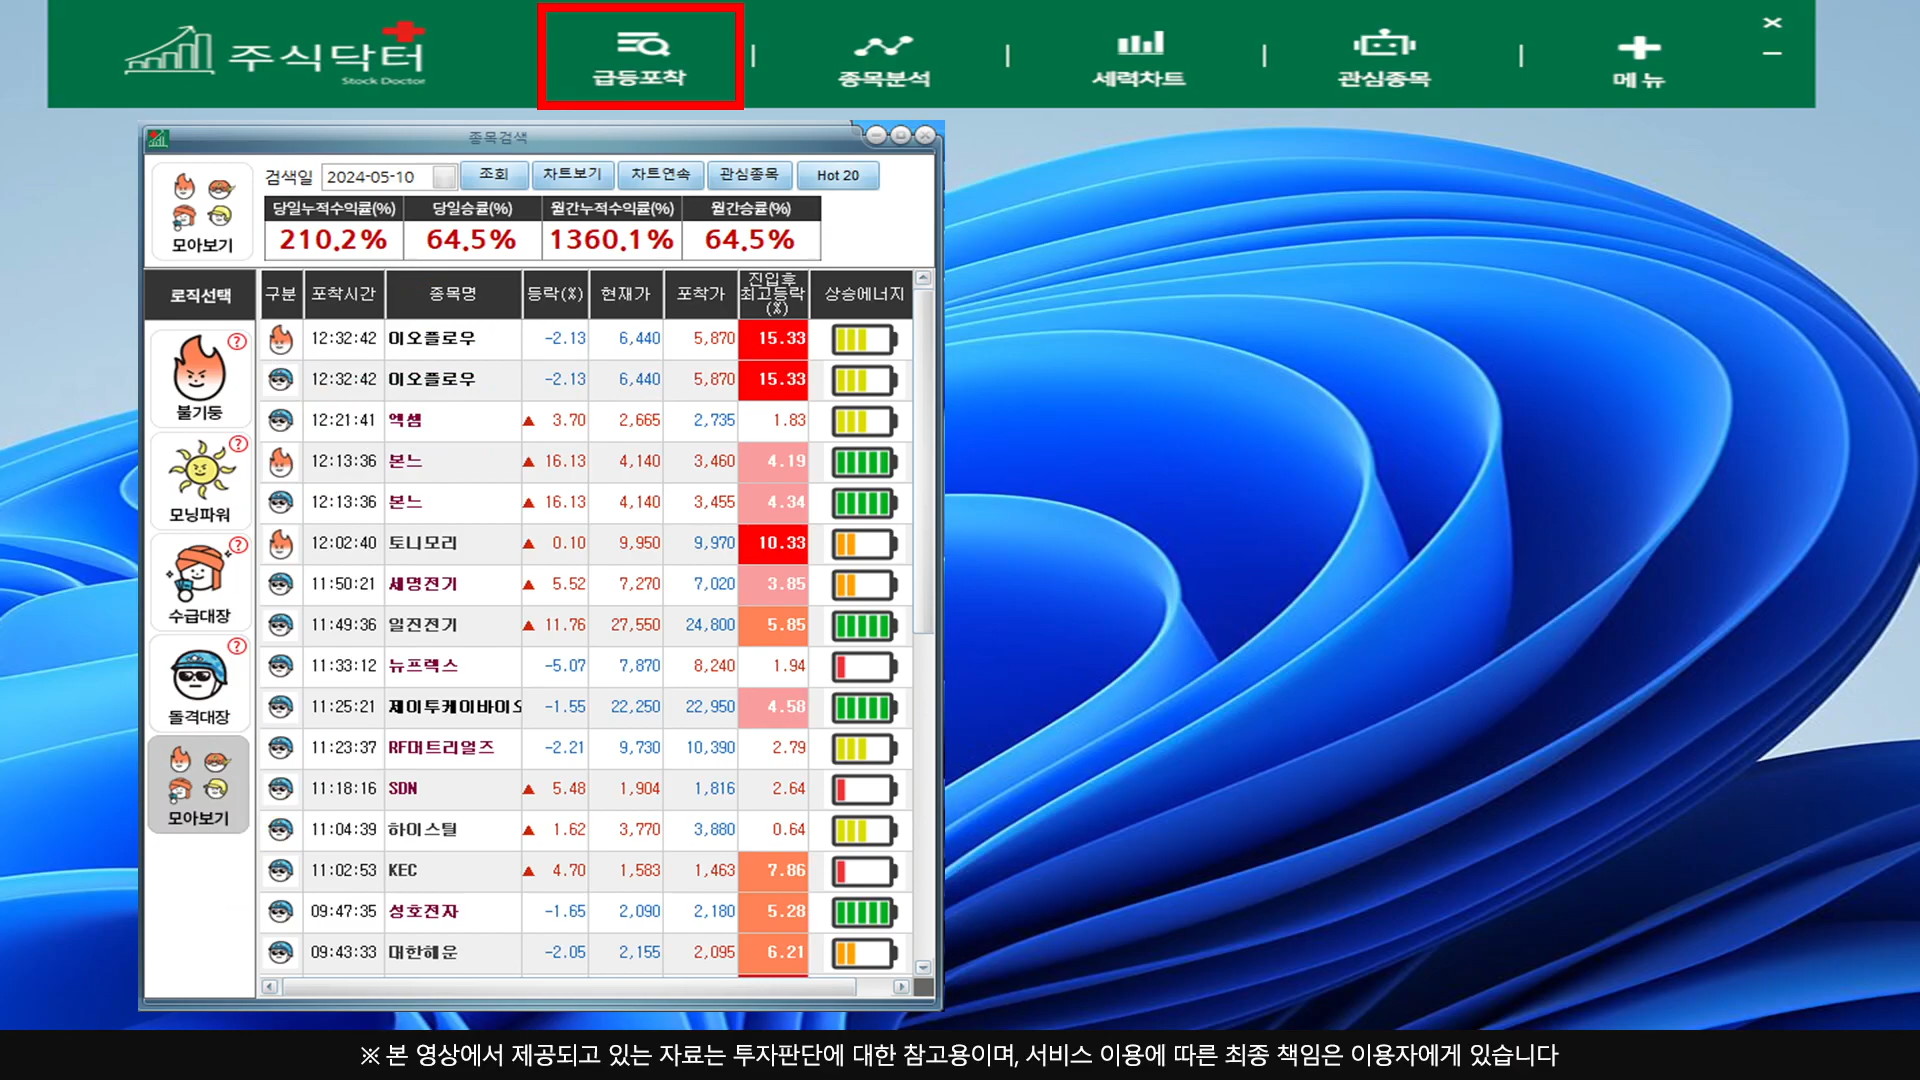 주식닥터
Stock Doctor
급등포착 | 종목분석 | 세력차트 | 관심종목 | 메뉴
종목검색
모아보기
검색일 2024-05-10 조회 차트보기 차트연속 관심종목 Hot 20
당일누적수익률(%) 당일승률(%) 월간누적수익률(%) 월간승률(%)
210.2% 64.5% 1360.1% 64.5%
로직선택
불기둥
모닝파워
수급대장
돌격대장
모아보기
구분 포착시간 종목명 등락(%) 현재가 포착가 진입후 최고등락 (%) 상승에너지
12:32:42 이오플로우 -2.13 6,440 5,870 15.33
12:32:42 이오플로우 -2.13 6,440 5,870 15.33
12:21:41 엑셈 ▲ 3.70 2,665 2,735 1.83
12:13:36 본느 ▲ 16.13 4,140 3,460 4.19
12:13:36 본느 ▲ 16.13 4,140 3,455 4.34
12:02:40 토니모리 ▲ 0.10 9,950 9,970 10.33
11:50:21 세명전기 ▲ 5.52 7,270 7,020 3.85
11:49:36 일진전기 ▲ 11.76 27,550 24,800 5.85
11:33:12 뉴프렉스 -5.07 7,870 8,240 1.94
11:25:21 제이투케이바이오 -1.55 22,250 22,950 4.58
11:23:37 RF머트리얼즈 -2.21 9,730 10,390 2.79
11:18:16 SDN ▲ 5.48 1,904 1,816 2.64
11:04:39 하이스틸 ▲ 1.62 3,770 3,880 0.64
11:02:53 KEC ▲ 4.70 1,583 1,463 7.86
09:47:35 성호전자 -1.65 2,090 2,180 5.28
09:43:33 대한해운 -2.05 2,155 2,095 6.21
※ 본 영상에서 제공되고 있는 자료는 투자판단에 대한 참고용이며, 서비스 이용에 따른 최종 책임은 이용자에게 있습니다